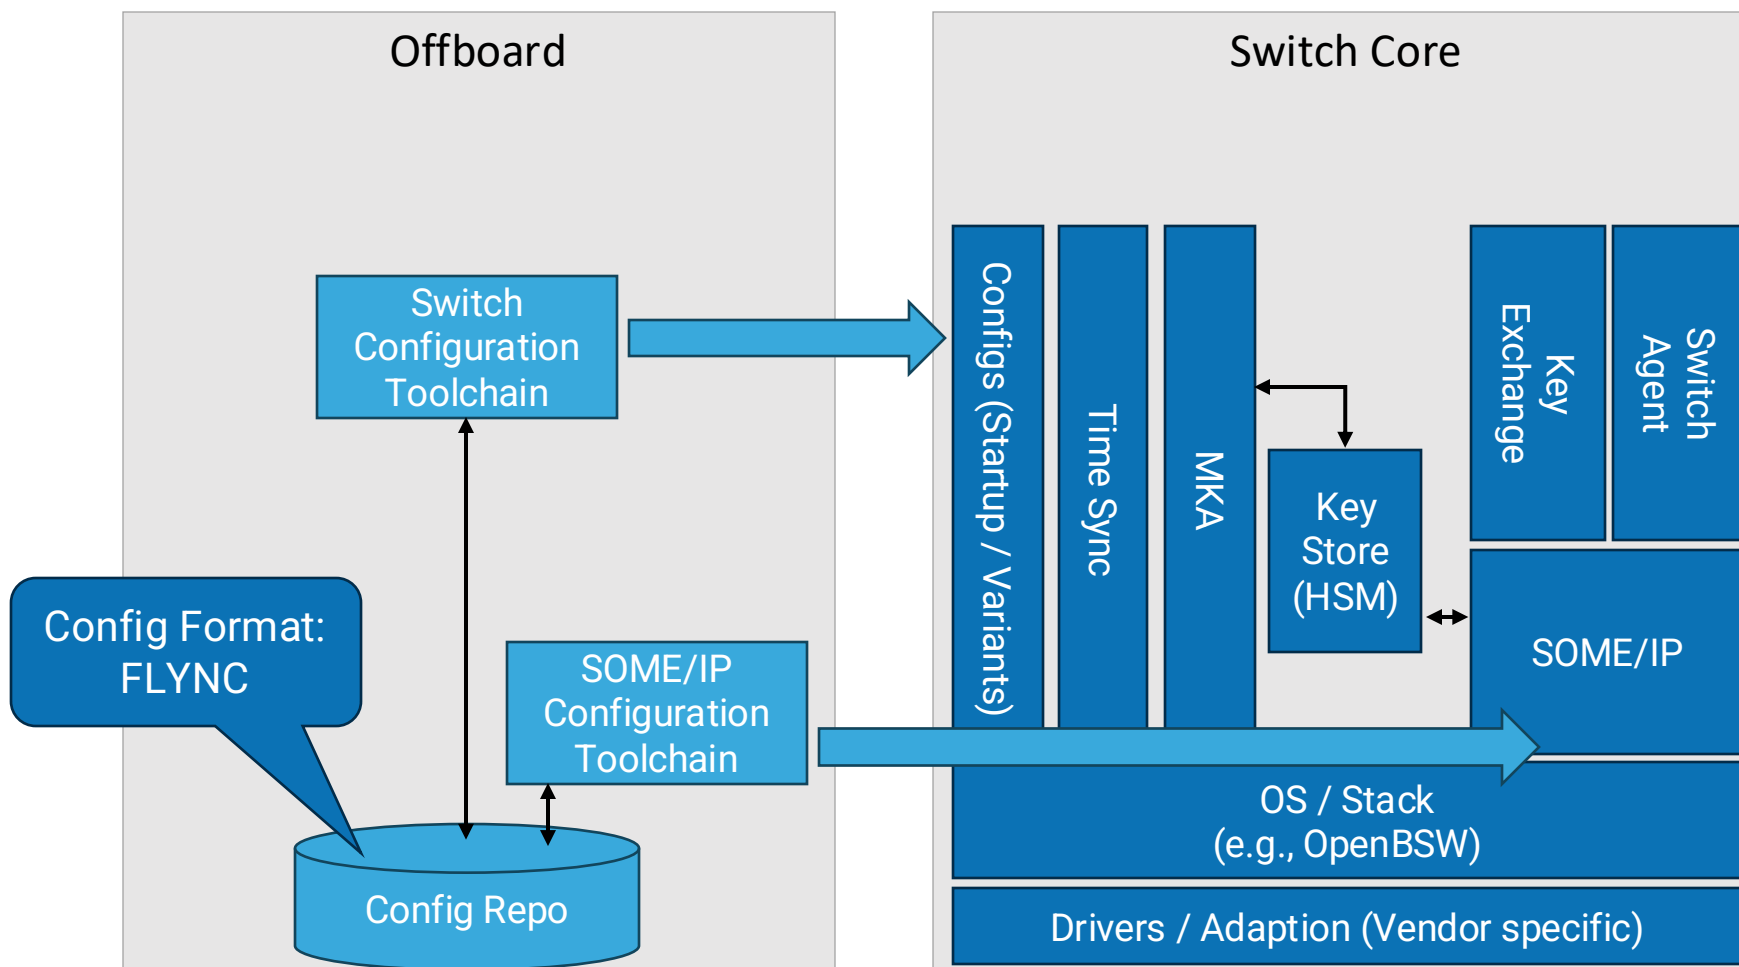 Offboard
Switch
Configuration
Toolchain
Config Format:
FLYNC
SOME/IP
Configuration
Toolchain
Config Repo
Switch Core
Configs (Startup / Variants)
Time Sync
MKA
Key
Store
(HSM)
Key
Exchange
Switch
Agent
SOME/IP
OS / Stack
(e.g., OpenBSW)
Drivers / Adaption (Vendor specific)